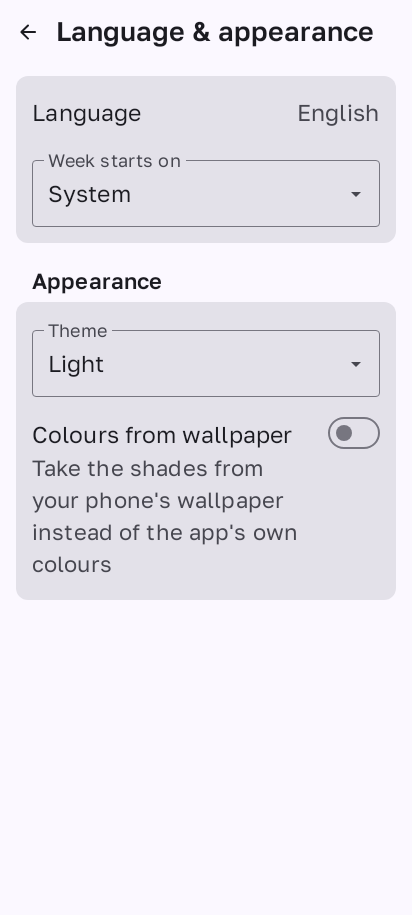 Language & appearance
Language
English
Week starts on
System
Appearance
Theme
Light
Colours from wallpaper
Take the shades from
your phone's wallpaper
instead of the app's own
colours